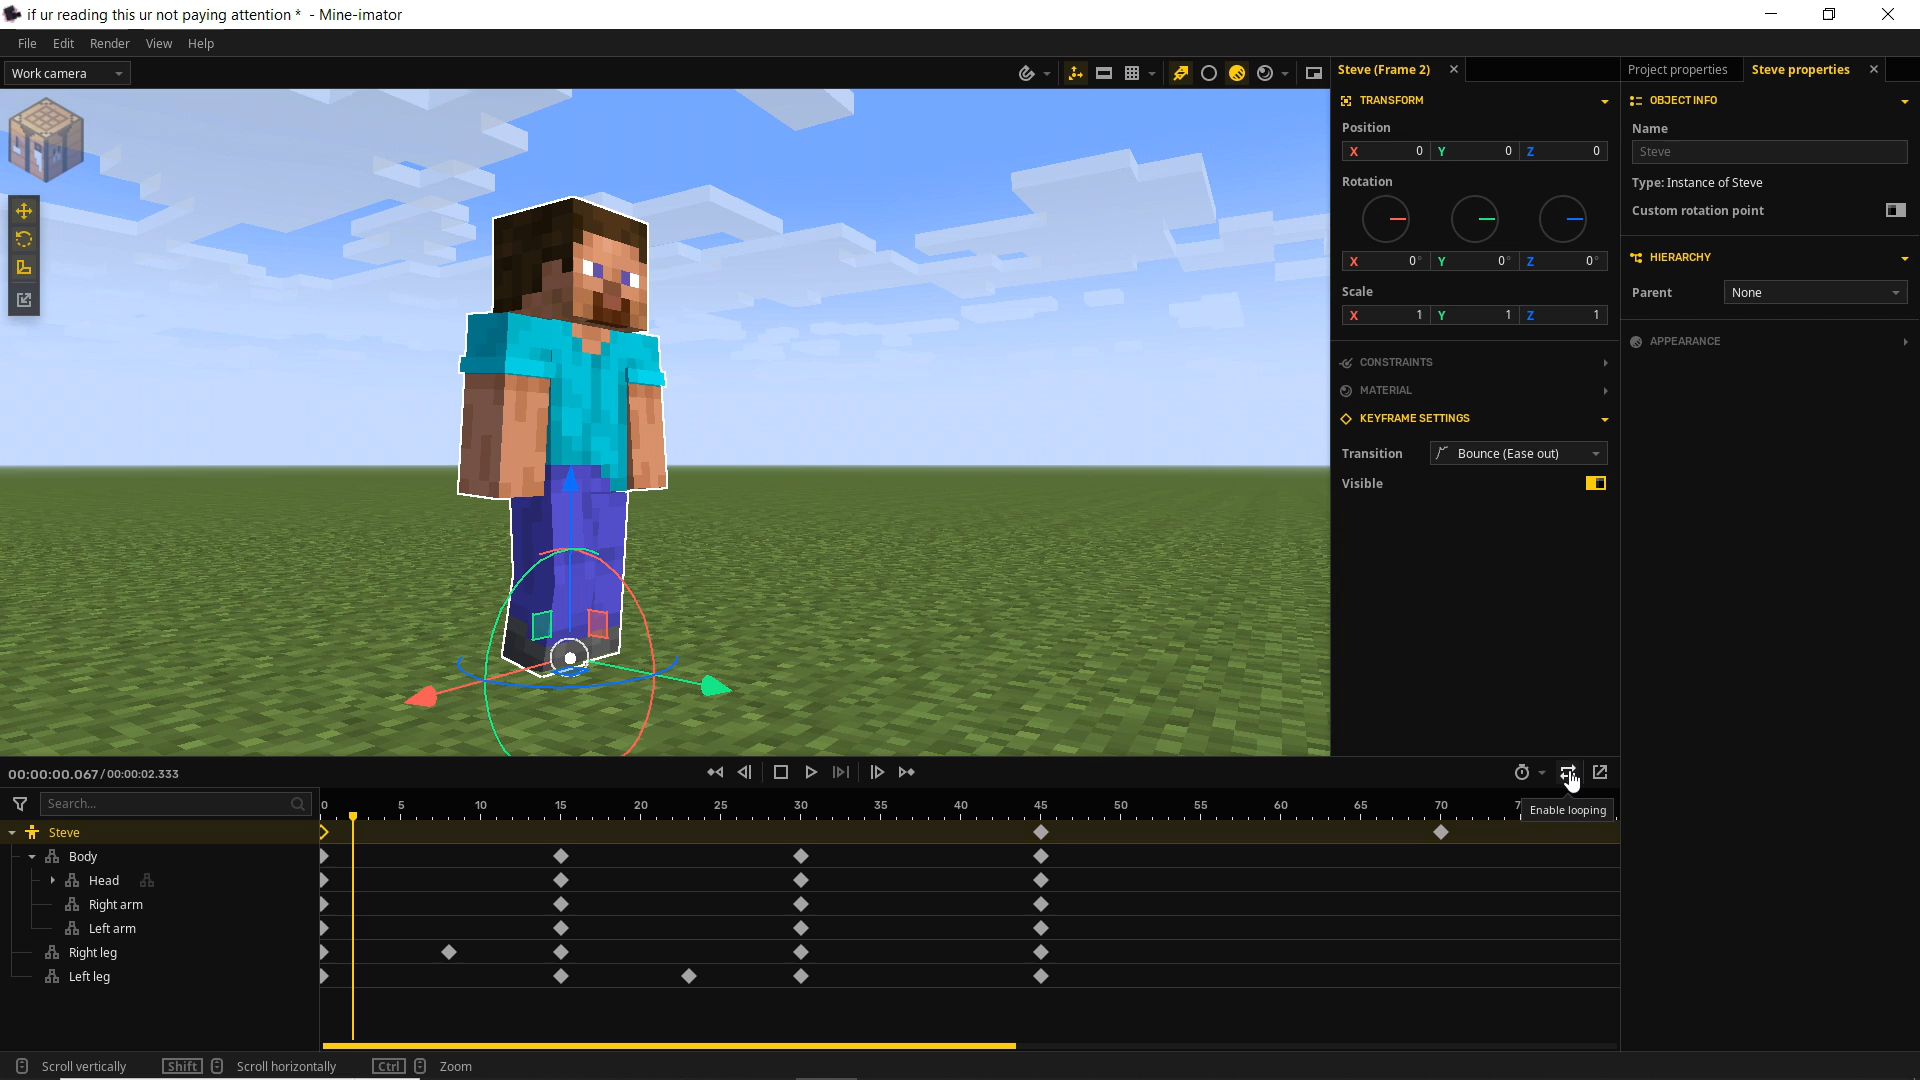 if ur reading this ur not paying attention * - Mine-imator
File Edit Render View Help
Work camera
Steve (Frame 2)
TRANSFORM
Position
X 0 Y 0 Z 0
Rotation
X 0° Y 0° Z 0°
Scale
X 1 Y 1 Z 1
CONSTRAINTS
MATERIAL
KEYFRAME SETTINGS
Transition Bounce (Ease out)
Visible
Project properties Steve properties
OBJECT INFO
Name
Steve
Type: Instance of Steve
Custom rotation point
HIERARCHY
Parent None
APPEARANCE
00:00:00.067/00:00:02.333
Enable looping
Search...
0 5 10 15 20 25 30 35 40 45 50 55 60 65 70
Steve
Body
Head
Right arm
Left arm
Right leg
Left leg
Scroll vertically Shift Scroll horizontally Ctrl Zoom